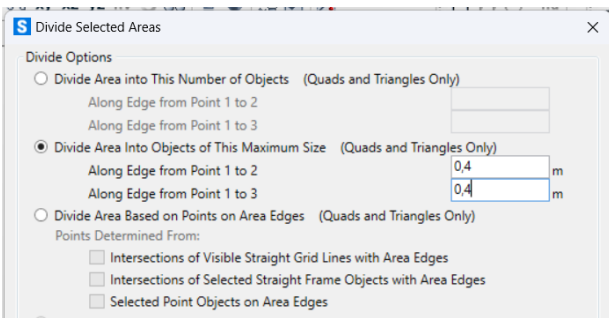 S Divide Selected Areas
Divide Options
Divide Area into This Number of Objects (Quads and Triangles Only)
Along Edge from Point 1 to 2
Along Edge from Point 1 to 3
Divide Area Into Objects of This Maximum Size (Quads and Triangles Only)
Along Edge from Point 1 to 2 0,4 m
Along Edge from Point 1 to 3 0,4 m
Divide Area Based on Points on Area Edges (Quads and Triangles Only)
Points Determined From:
Intersections of Visible Straight Grid Lines with Area Edges
Intersections of Selected Straight Frame Objects with Area Edges
Selected Point Objects on Area Edges